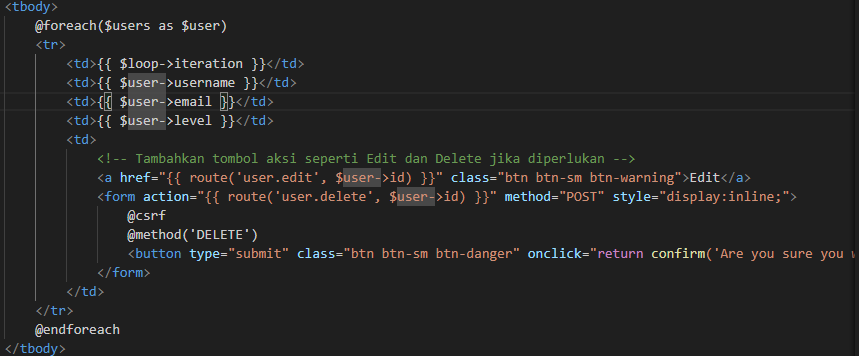 <tbody>
@foreach($users as $user)
<tr>
<td>{{ $loop->iteration }}</td>
<td>{{ $user->username }}</td>
<td>{{ $user->email }}</td>
<td>{{ $user->level }}</td>
<td>
<!-- Tambahkan tombol aksi seperti Edit dan Delete jika diperlukan -->
<a href="{{ route('user.edit', $user->id) }}" class="btn btn-sm btn-warning">Edit</a>
<form action="{{ route('user.delete', $user->id) }}" method="POST" style="display:inline;">
@csrf
@method('DELETE')
<button type="submit" class="btn btn-sm btn-danger" onclick="return confirm('Are you sure you
</form>
</td>
</tr>
@endforeach
</tbody>